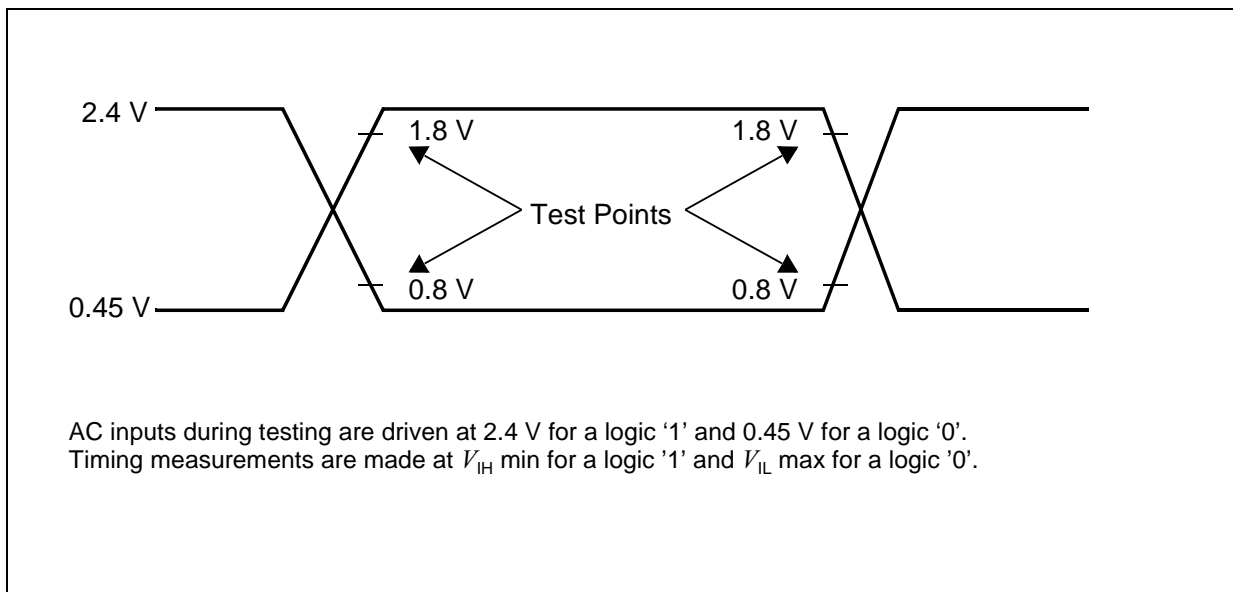 2.4 V
1.8 V 1.8 V
Test Points
0.8 V 0.8 V
0.45 V
AC inputs during testing are driven at 2.4 V for a logic ‘1’ and 0.45 V for a logic ‘0’.
Timing measurements are made at VIH min for a logic ’1’ and VIL max for a logic ’0’.